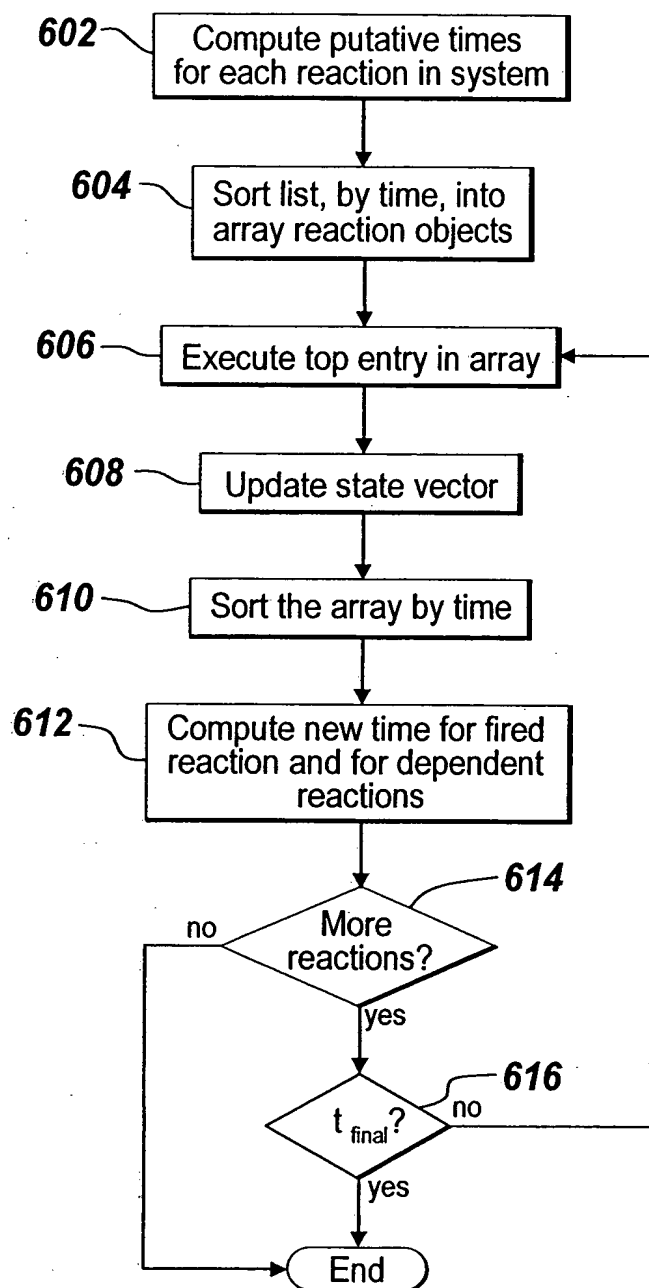 602
Compute putative times
for each reaction in system
604
Sort list, by time, into
array reaction objects
606
Execute top entry in array
608
Update state vector
610
Sort the array by time
612
Compute new time for fired
reaction and for dependent
reactions
614
no
More
reactions?
yes
616
t final?
no
yes
End